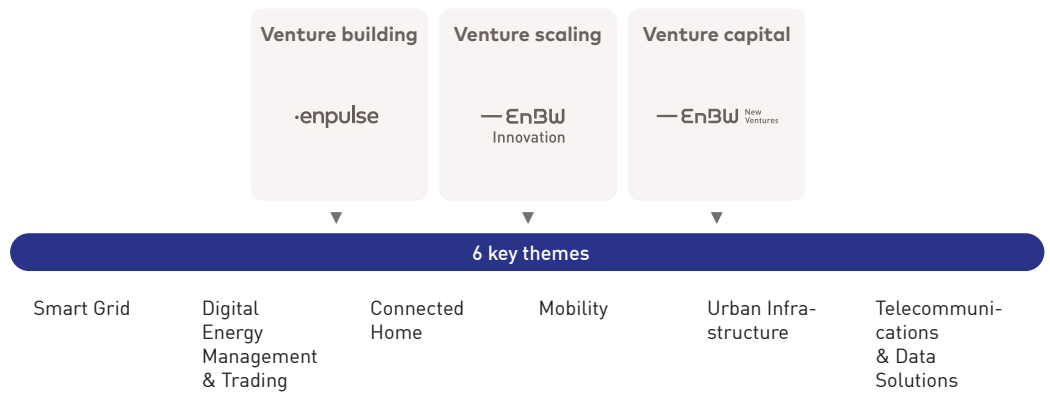 Venture building
Venture scaling
Venture capital
·enpulse
EnBW
Innovation
EnBW New
Ventures
6 key themes
Smart Grid
Digital
Energy
Management
& Trading
Connected
Home
Mobility
Urban Infra-
structure
Telecommuni-
cations
& Data
Solutions